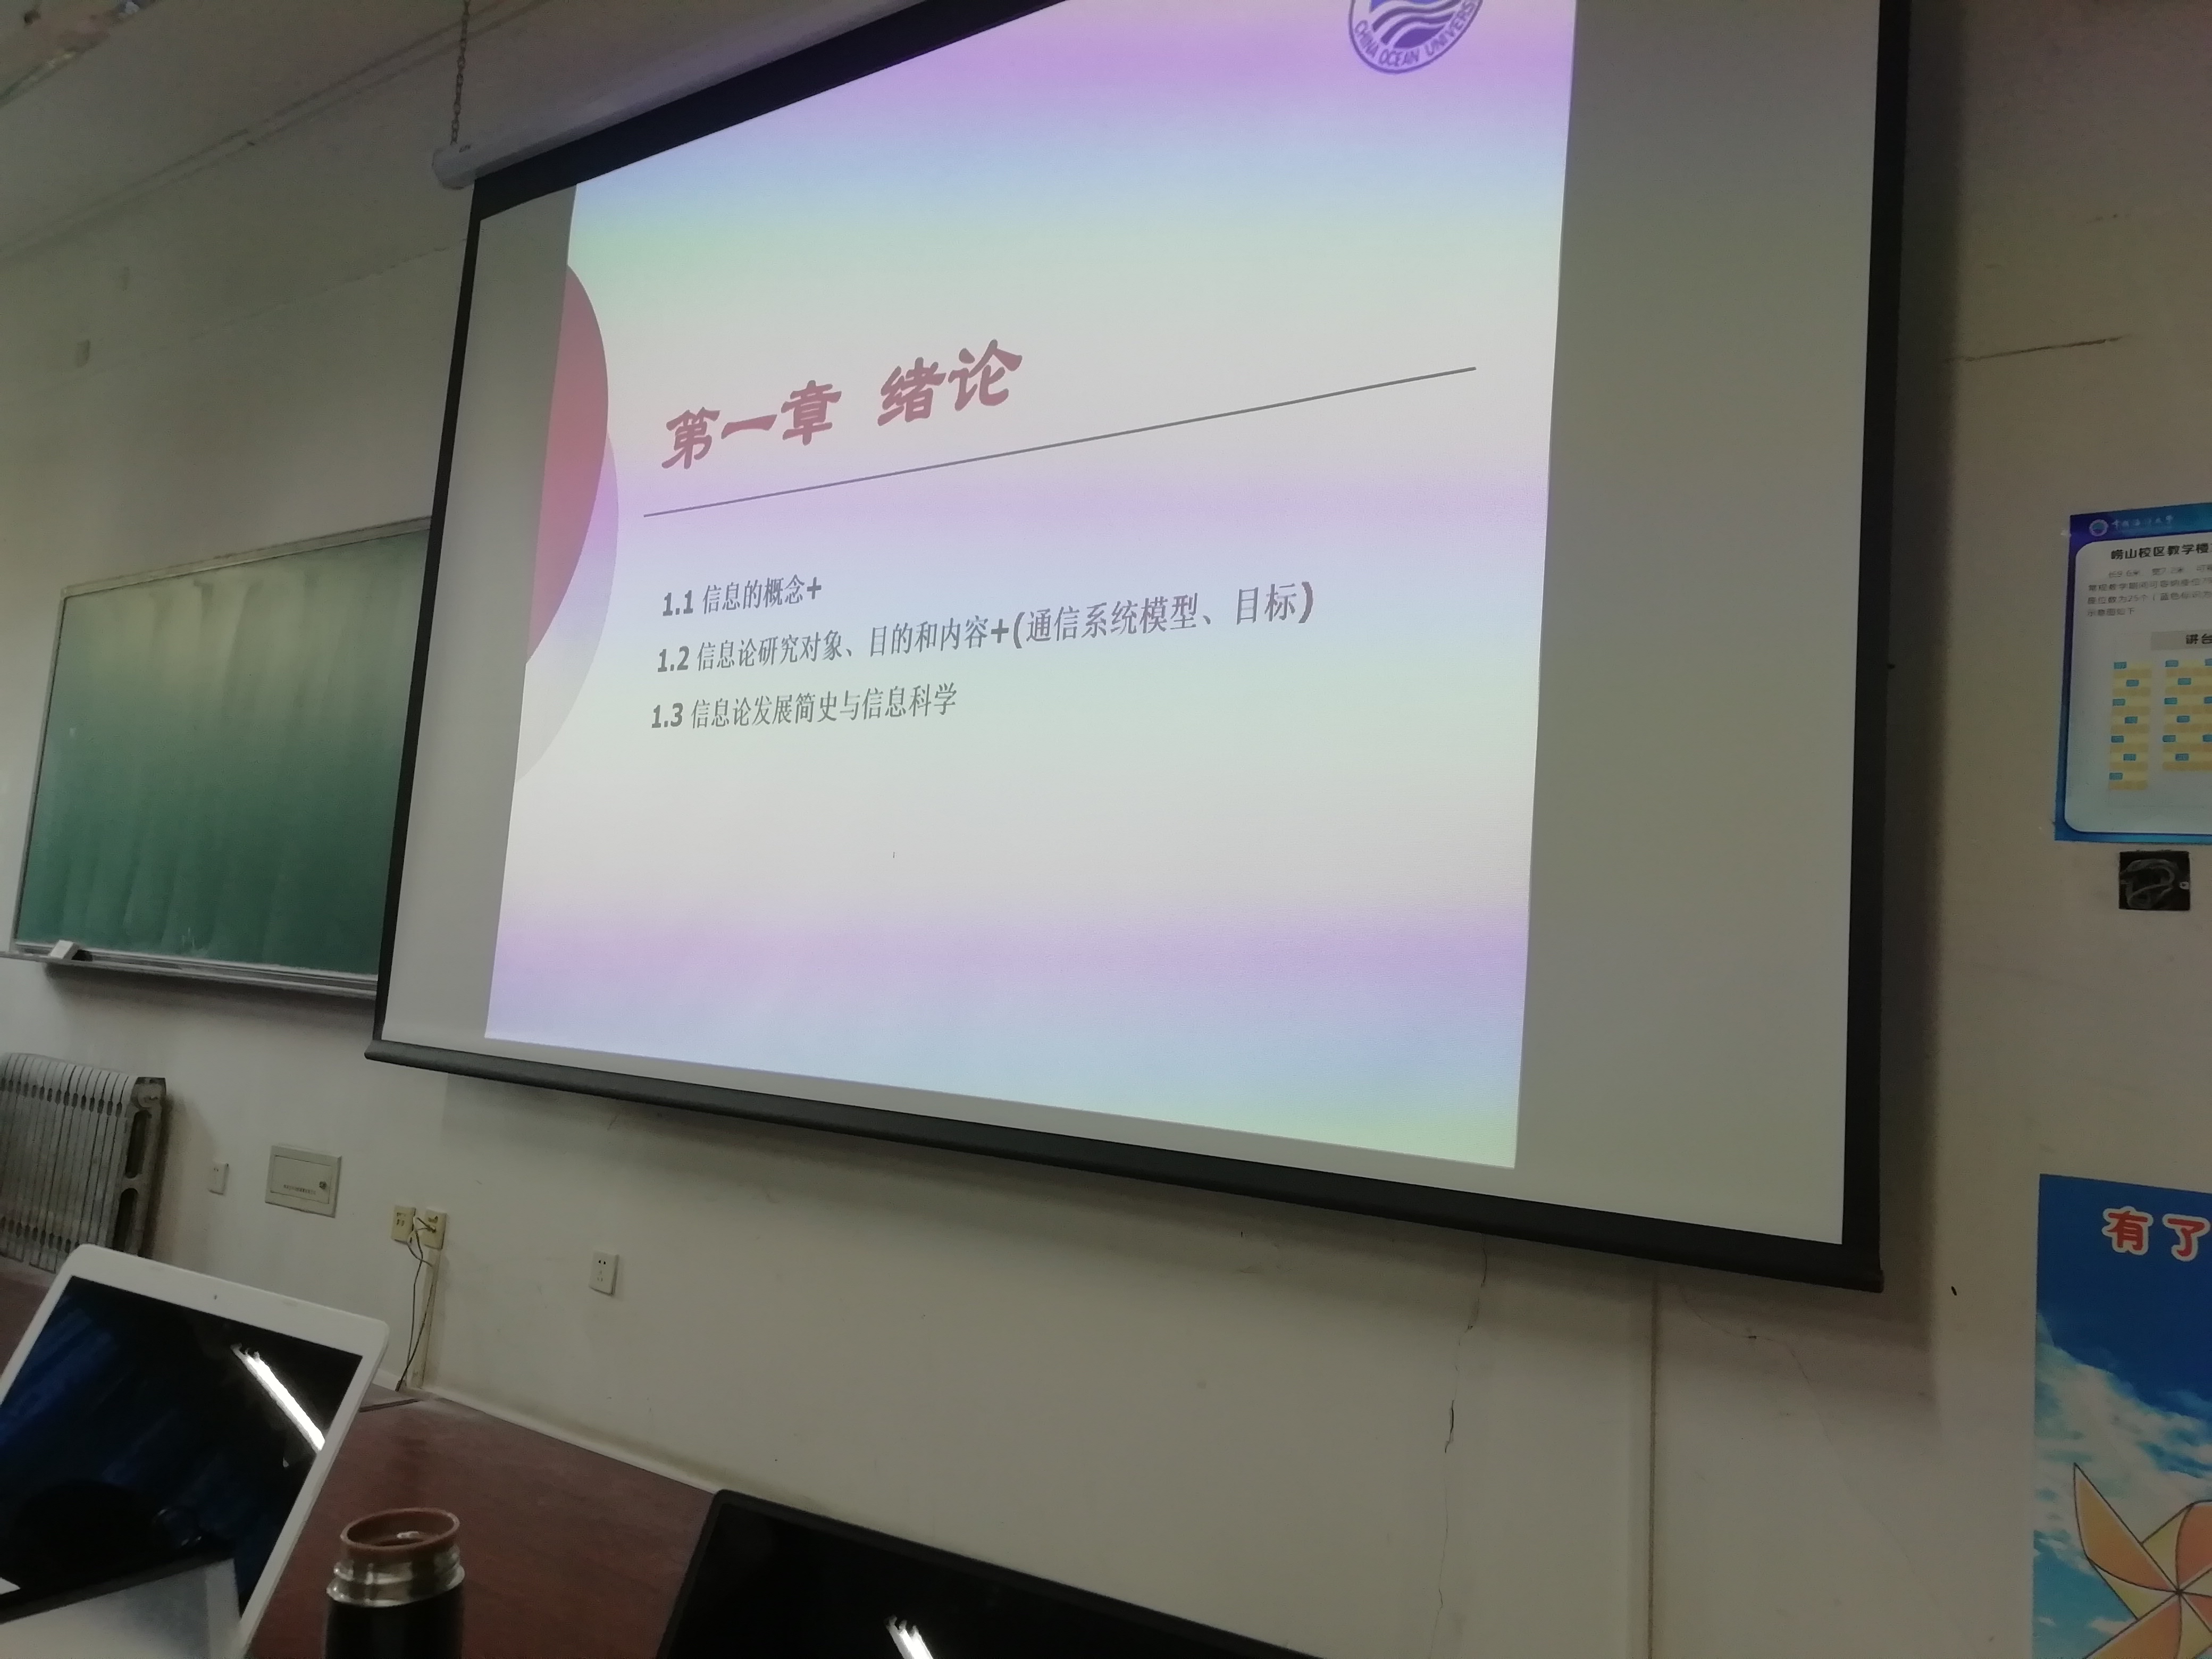 CHINA OCEAN UNIVERS
第一章 绪论
1.1 信息的概念+
1.2 信息论研究对象、目的和内容+(通信系统模型、目标)
1.3 信息论发展简史与信息科学
崂山校区教学楼
讲台
有了